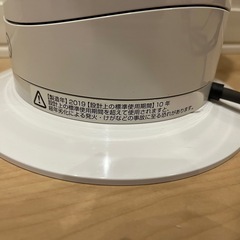 【製造年】2019【設計上の標準使用期間】10年
設計上の標準使用期間を超えて使用されますと、
経年劣化による発火・けがなどの事故に至る恐れがあります。